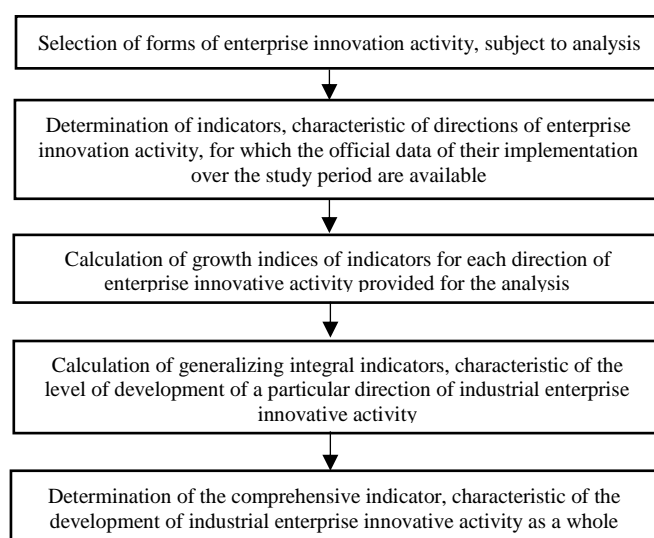 Selection of forms of enterprise innovation activity, subject to analysis
Determination of indicators, characteristic of directions of enterprise
innovation activity, for which the official data of their implementation
over the study period are available
Calculation of growth indices of indicators for each direction of
enterprise innovative activity provided for the analysis
Calculation of generalizing integral indicators, characteristic of the
level of development of a particular direction of industrial enterprise
innovative activity
Determination of the comprehensive indicator, characteristic of the
development of industrial enterprise innovative activity as a whole